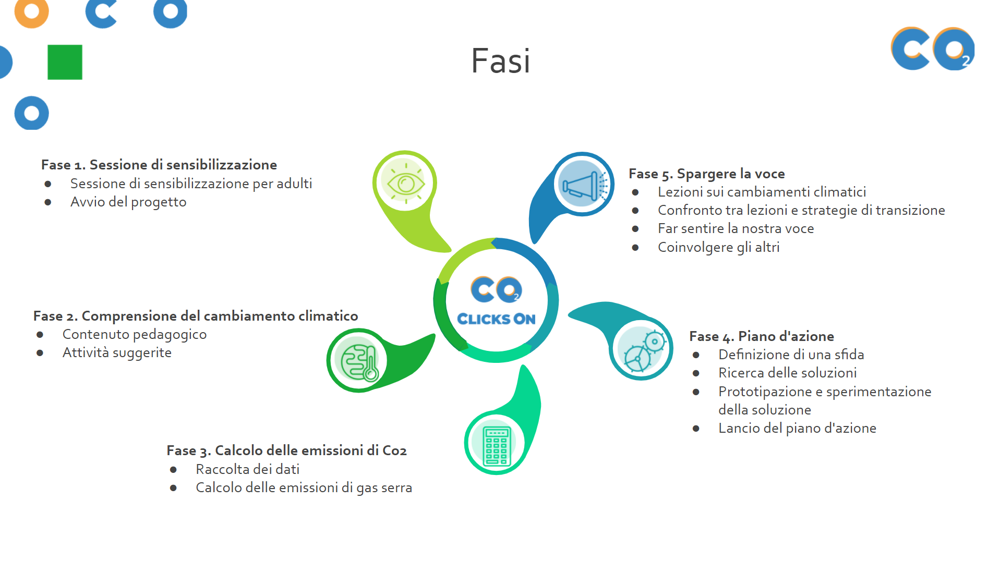 Fasi
CO2
Fase 1. Sessione di sensibilizzazione
● Sessione di sensibilizzazione per adulti
● Avvio del progetto
Fase 2. Comprensione del cambiamento climatico
● Contenuto pedagogico
● Attività suggerite
Fase 3. Calcolo delle emissioni di Co2
● Raccolta dei dati
● Calcolo delle emissioni di gas serra
CO2
CLICKS ON
Fase 5. Spargere la voce
● Lezioni sui cambiamenti climatici
● Confronto tra lezioni e strategie di transizione
● Far sentire la nostra voce
● Coinvolgere gli altri
Fase 4. Piano d'azione
● Definizione di una sfida
● Ricerca delle soluzioni
● Prototipazione e sperimentazione
della soluzione
● Lancio del piano d'azione